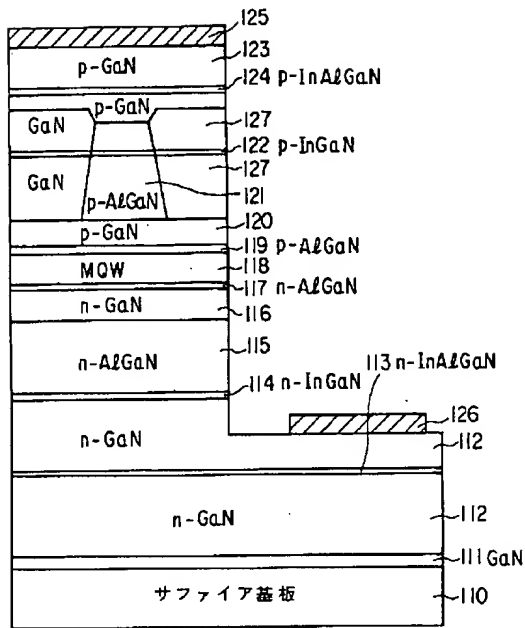 125
p-GaN 123
124 p-InAlGaN
p-GaN
GaN 127
122 p-InGaN
GaN 127
p-AlGaN 121
p-GaN 120
119 p-AlGaN
MQW 118
117 n-AlGaN
n-GaN 116
n-AlGaN 115
113 n-InAlGaN
114 n-InGaN
126
n-GaN 112
n-GaN 112
111 GaN
サファイア基板 110